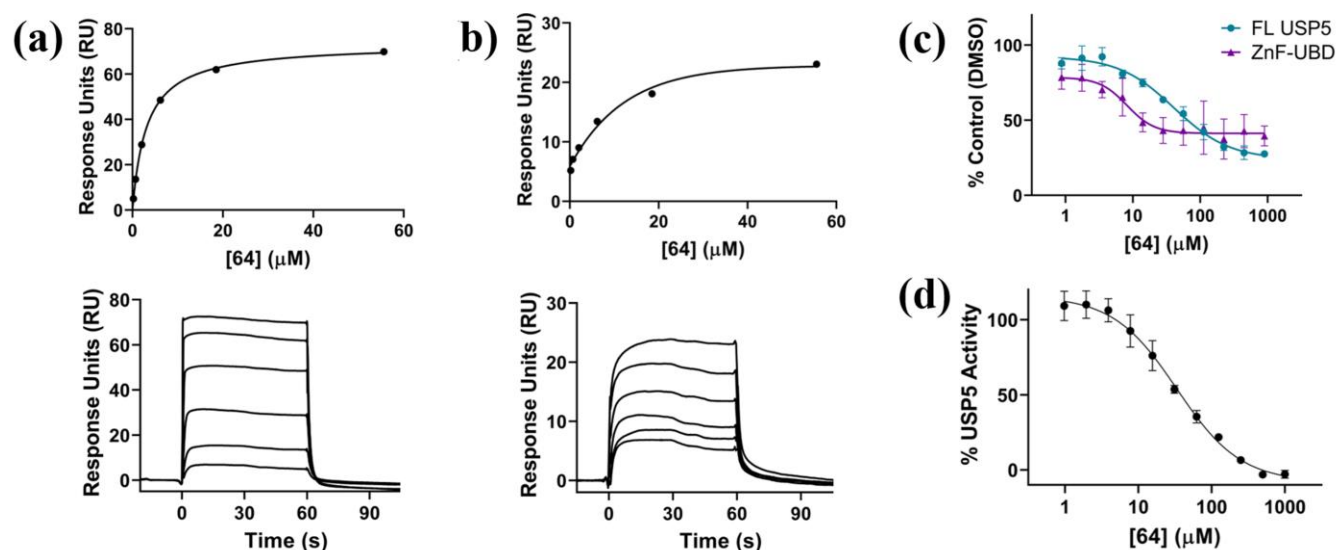 (a)
Response Units (RU)
80
60
40
20
0
0 20 40 60
[64] (μM)
Response Units (RU)
80
60
40
20
0
0 30 60 90
Time (s)
(b)
Response Units (RU)
30
20
10
0
0 20 40 60
[64] (μM)
Response Units (RU)
30
20
10
0
0 30 60 90
Time (s)
(c)
FL USP5
ZnF-UBD
% Control (DMSO)
100
50
0
1 10 100 1000
[64] (μM)
(d)
% USP5 Activity
100
50
0
1 10 100 1000
[64] (μM)